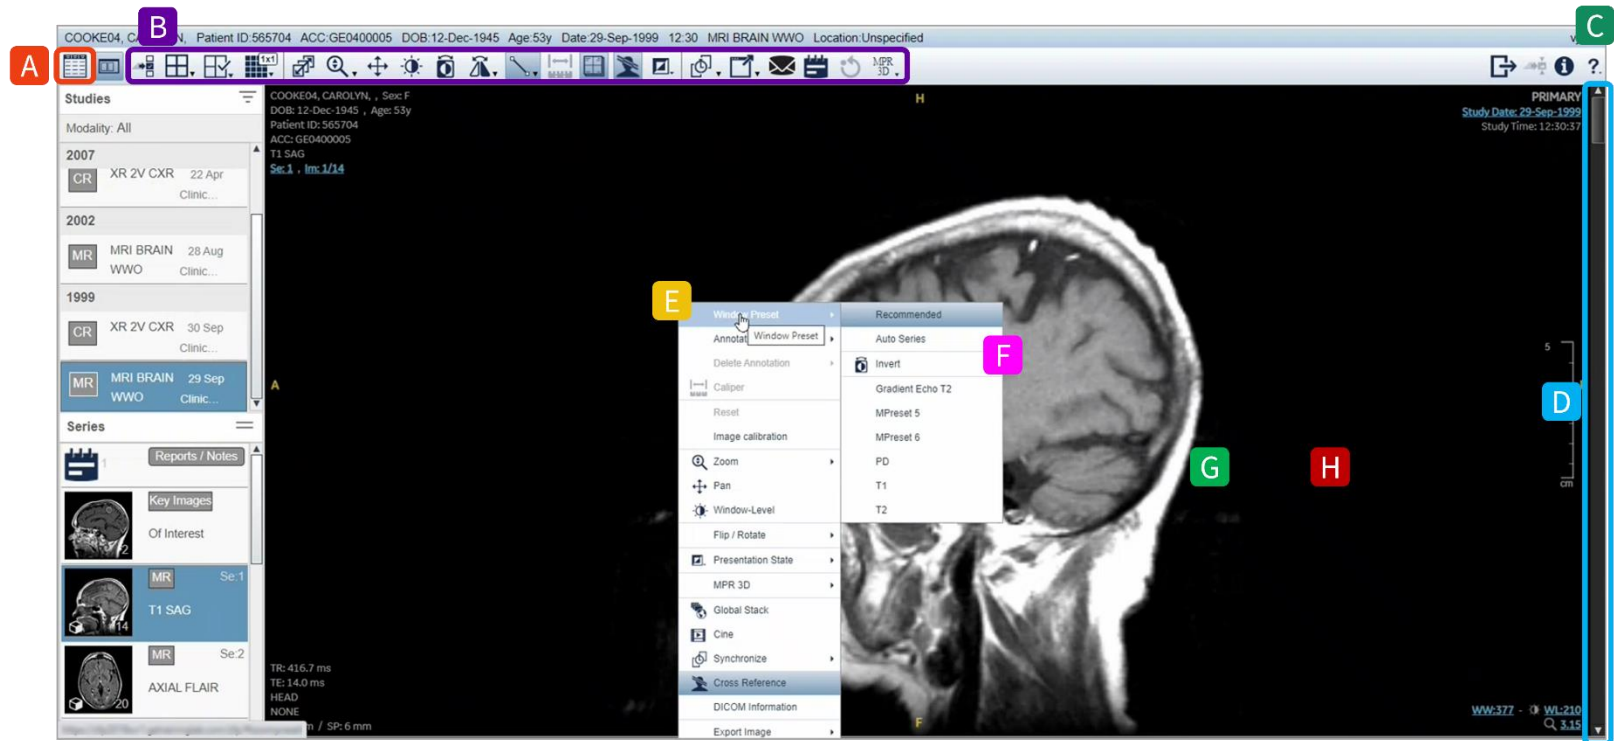 B
C
COOKE04, C N, Patient ID:565704 ACC:GE0400005 DOB:12-Dec-1945 Age:53y Date:29-Sep-1999 12:30 MRI BRAIN WWO Location:Unspecified
A
1x1
MPR
3D
?
Studies
Modality: All
2007
CR XR 2V CXR 22 Apr
Clinic...
2002
MR MRI BRAIN 28 Aug
WWO Clinic...
1999
CR XR 2V CXR 30 Sep
Clinic...
MR MRI BRAIN 29 Sep
WWO Clinic...
Series
1 Reports / Notes
Key Images
Of Interest
2
MR Se:1
T1 SAG
14
MR Se:2
AXIAL FLAIR
20
COOKE04, CAROLYN, , Sex: F
DOB: 12-Dec-1945 , Age: 53y
Patient ID: 565704
ACC: GE0400005
T1 SAG
Se: 1 , Im: 1/14
H
PRIMARY
Study Date: 29-Sep-1999
Study Time: 12:30:37
A
E
Window Preset
Window Preset
Annotat
Delete Annotation
Caliper
Reset
Image calibration
Zoom
Pan
Window-Level
Flip / Rotate
Presentation State
MPR 3D
Global Stack
Cine
Synchronize
Cross Reference
DICOM Information
Export Image
Recommended
Auto Series
F
Invert
Gradient Echo T2
MPreset 5
MPreset 6
PD
T1
T2
5
D
G
H
cm
TR: 416.7 ms
TE: 14.0 ms
HEAD
NONE
/ SP: 6 mm
F
WW:377 - WL:210
3.15